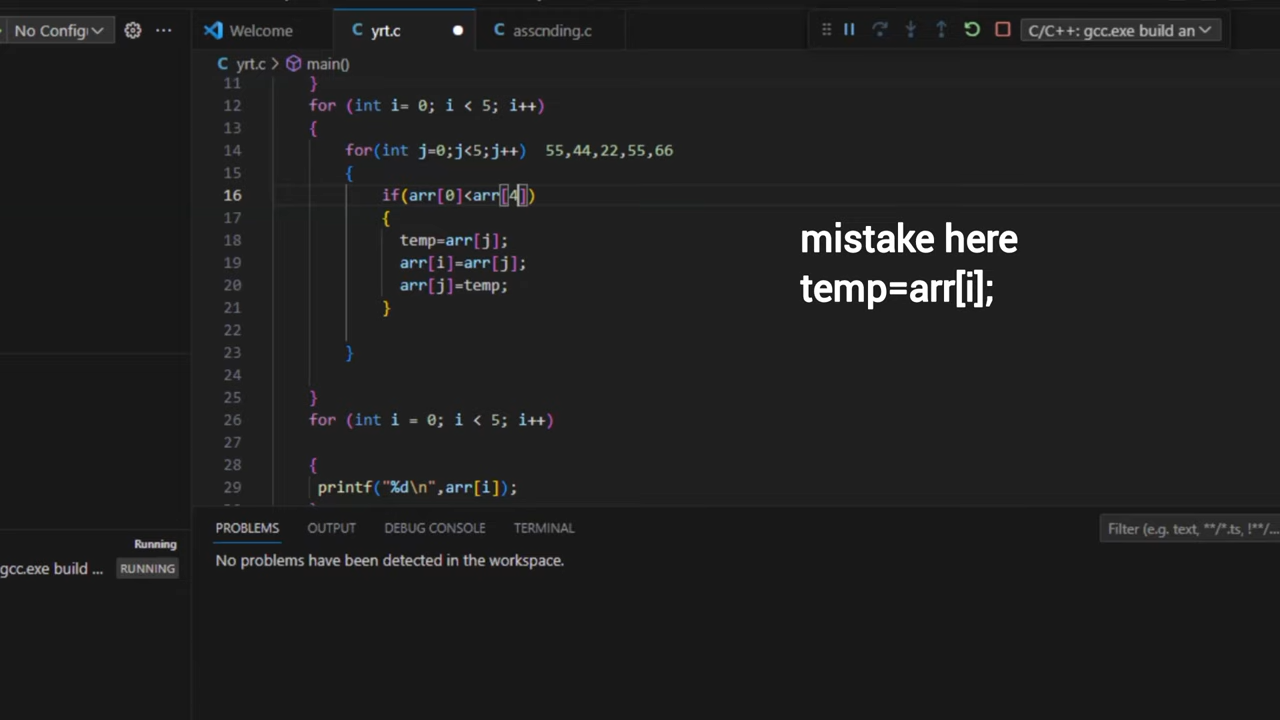 No Config
Welcome
yrt.c
asscnding.c
C/C++: gcc.exe build an
yrt.c > main()
11 }
12 for (int i= 0; i < 5; i++)
13 {
14 for(int j=0;j<5;j++) 55,44,22,55,66
15 {
16 if(arr[0]<arr[4])
17 {
18 temp=arr[j];
19 arr[i]=arr[j];
20 arr[j]=temp;
21 }
22
23 }
24
25 }
26 for (int i = 0; i < 5; i++)
27
28 {
29 printf("%d\n",arr[i]);
mistake here
temp=arr[i];
PROBLEMS OUTPUT DEBUG CONSOLE TERMINAL
Filter (e.g. text, **/*.ts, !**/...
No problems have been detected in the workspace.
Running
gcc.exe build ... RUNNING